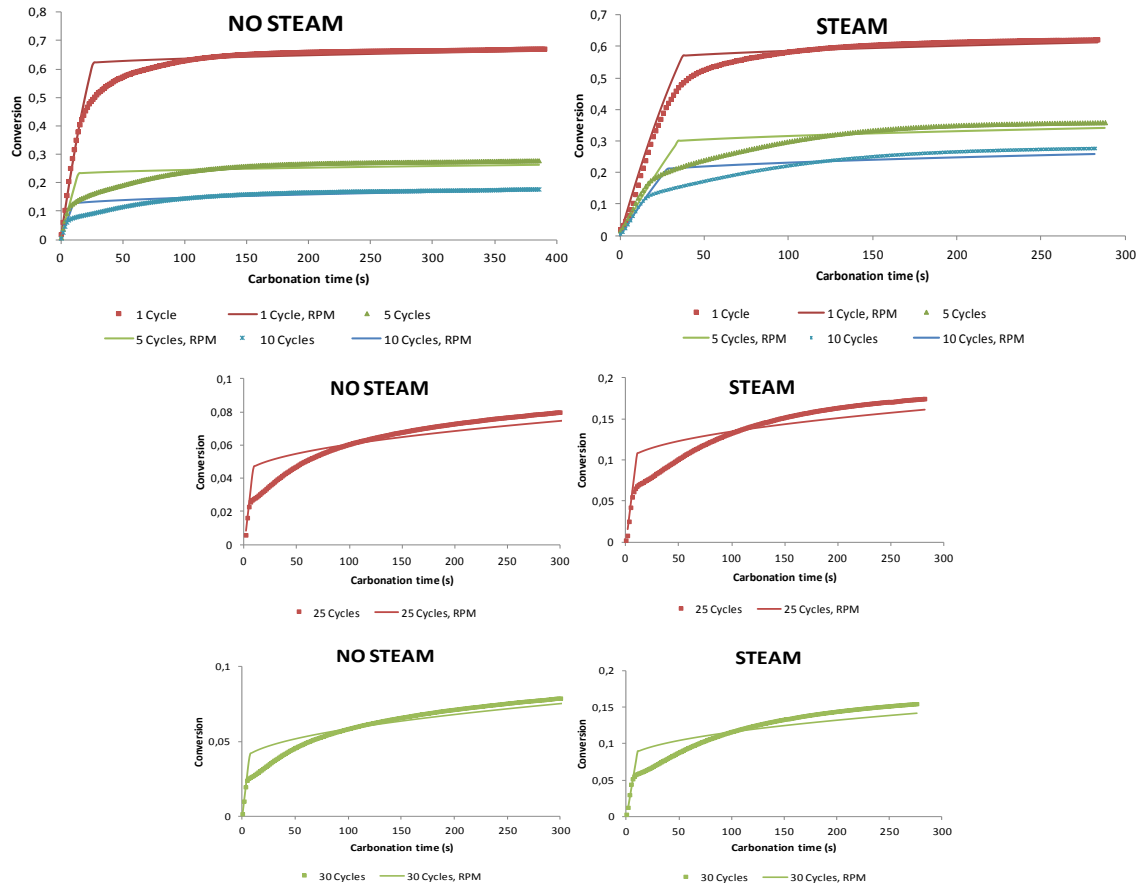 NO STEAM
0,8
0,7
0,6
0,5
0,4
0,3
0,2
0,1
0
Conversion
0 50 100 150 200 250 300 350 400
Carbonation time (s)
1 Cycle 1 Cycle, RPM 5 Cycles
5 Cycles, RPM 10 Cycles 10 Cycles, RPM
STEAM
0,7
0,6
0,5
0,4
0,3
0,2
0,1
0
Conversion
0 50 100 150 200 250 300
Carbonation time (s)
1 Cycle 1 Cycle, RPM 5 Cycles
5 Cycles, RPM 10 Cycles 10 Cycles, RPM
NO STEAM
0,1
0,08
0,06
0,04
0,02
0
Conversion
0 50 100 150 200 250 300
Carbonation time (s)
25 Cycles 25 Cycles, RPM
STEAM
0,2
0,15
0,1
0,05
0
Conversion
0 50 100 150 200 250 300
Carbonation time (s)
25 Cycles 25 Cycles, RPM
NO STEAM
0,1
0,05
0
Conversion
0 50 100 150 200 250 300
Carbonation time (s)
30 Cycles 30 Cycles, RPM
STEAM
0,2
0,15
0,1
0,05
0
Conversion
0 50 100 150 200 250 300
Carbonation time (s)
30 Cycles 30 Cycles, RPM